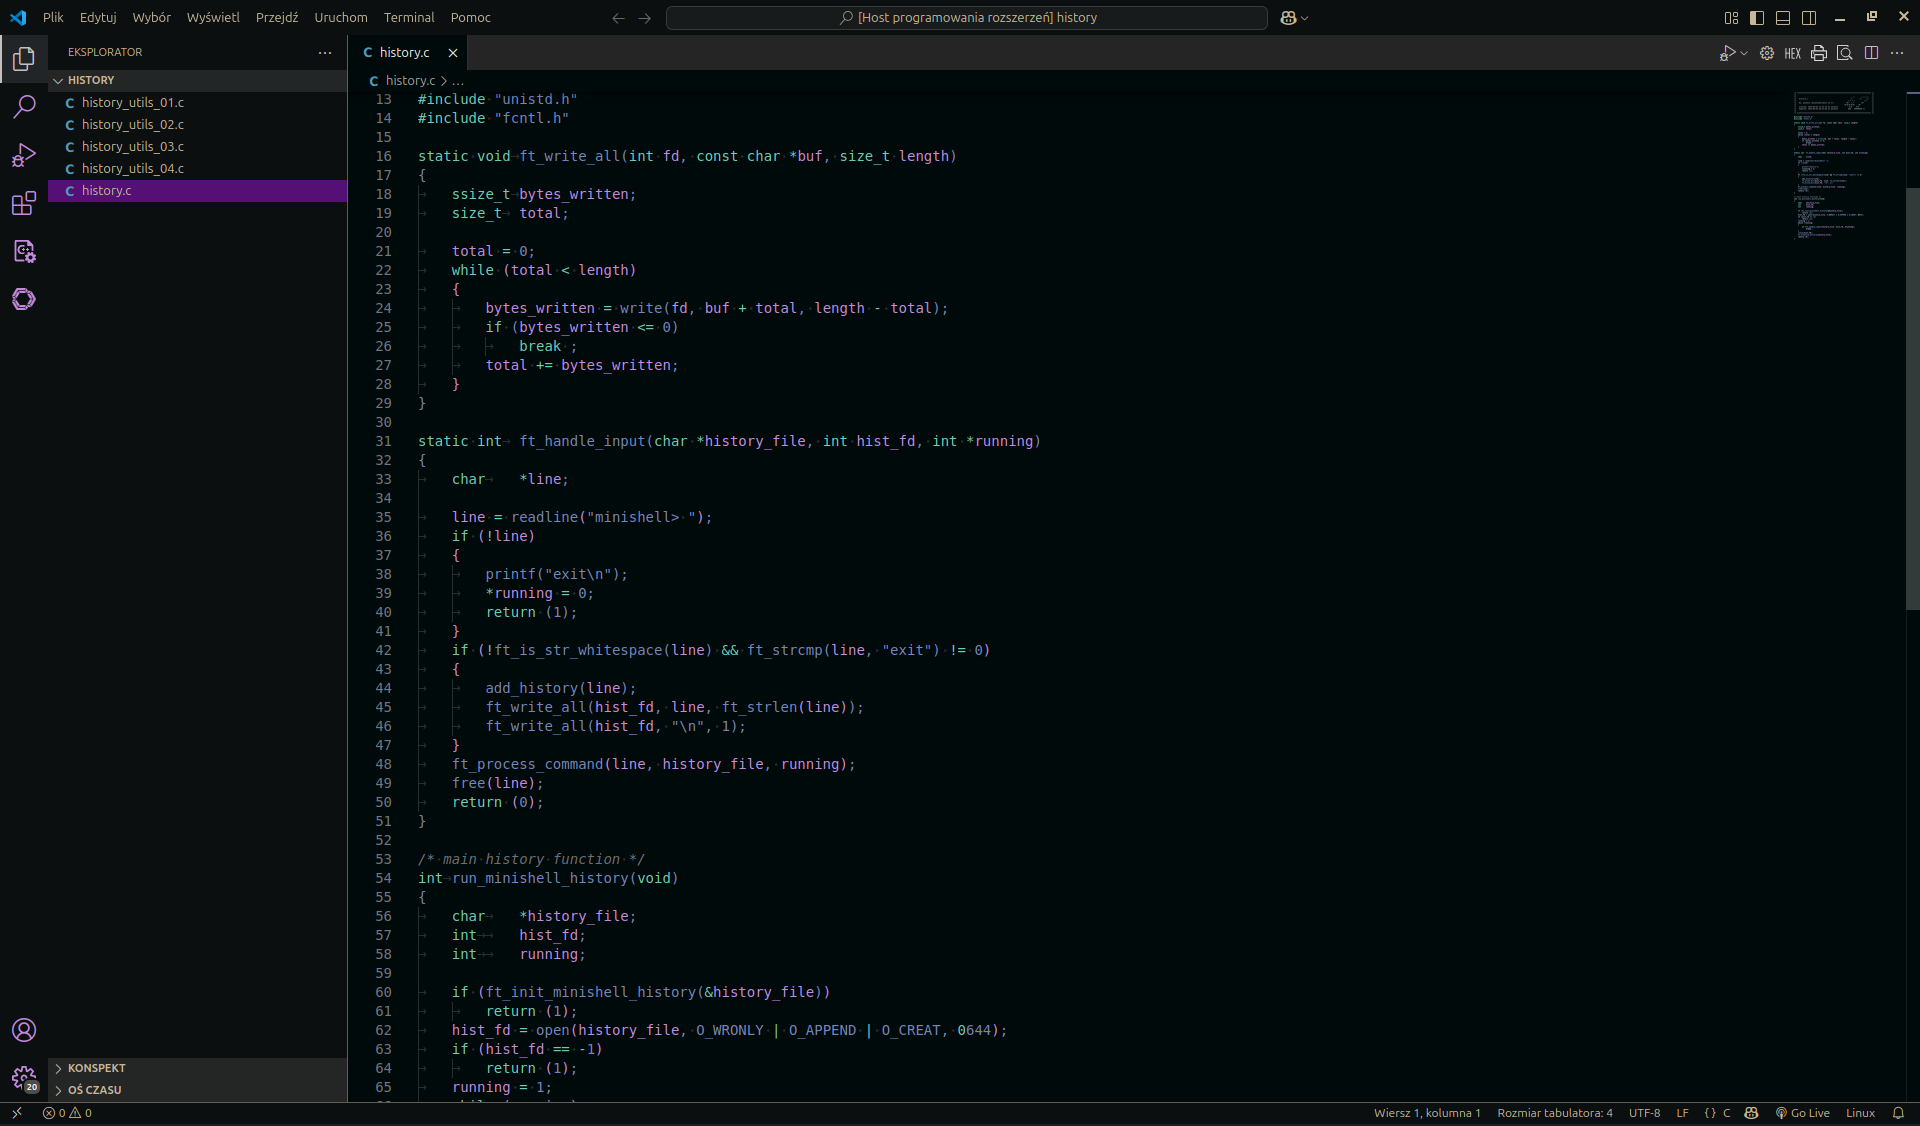 Plik Edytuj Wybór Wyświetl Przejdź Uruchom Terminal Pomoc
[Host programowania rozszerzeń] history
EKSPLORATOR
HISTORY
C history_utils_01.c
C history_utils_02.c
C history_utils_03.c
C history_utils_04.c
C history.c
KONSPEKT
OŚ CZASU
20
C history.c
HEX
C history.c > ...
13 #include "unistd.h"
14 #include "fcntl.h"
15
16 static void ft_write_all(int fd, const char *buf, size_t length)
17 {
18 ssize_t bytes_written;
19 size_t total;
20
21 total = 0;
22 while (total < length)
23 {
24 bytes_written = write(fd, buf + total, length - total);
25 if (bytes_written <= 0)
26 break ;
27 total += bytes_written;
28 }
29 }
30
31 static int ft_handle_input(char *history_file, int hist_fd, int *running)
32 {
33 char *line;
34
35 line = readline("minishell> ");
36 if (!line)
37 {
38 printf("exit\n");
39 *running = 0;
40 return (1);
41 }
42 if (!ft_is_str_whitespace(line) && ft_strcmp(line, "exit") != 0)
43 {
44 add_history(line);
45 ft_write_all(hist_fd, line, ft_strlen(line));
46 ft_write_all(hist_fd, "\n", 1);
47 }
48 ft_process_command(line, history_file, running);
49 free(line);
50 return (0);
51 }
52
53 /* main history function */
54 int run_minishell_history(void)
55 {
56 char *history_file;
57 int hist_fd;
58 int running;
59
60 if (ft_init_minishell_history(&history_file))
61 return (1);
62 hist_fd = open(history_file, O_WRONLY | O_APPEND | O_CREAT, 0644);
63 if (hist_fd == -1)
64 return (1);
65 running = 1;
0 0
Wiersz 1, kolumna 1 Rozmiar tabulatora: 4 UTF-8 LF {} C Go Live Linux